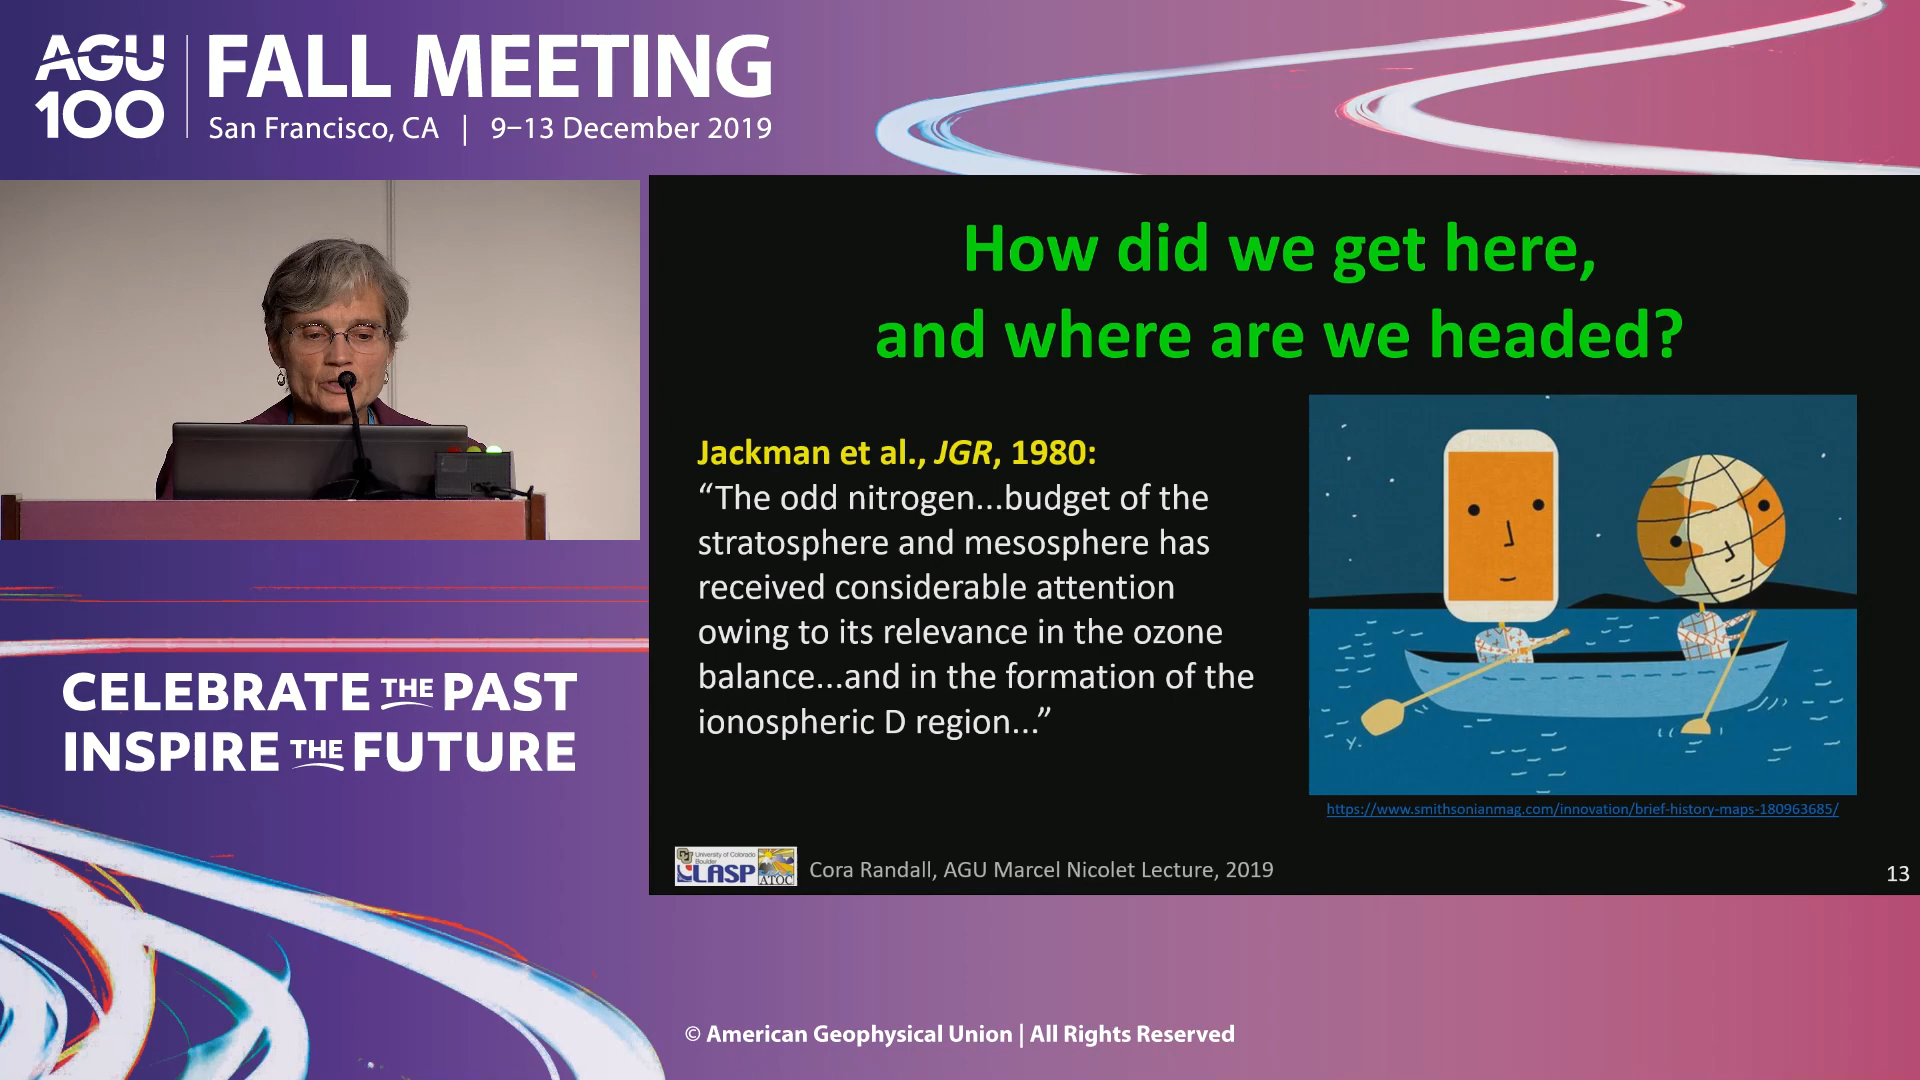 AGU
100
FALL MEETING
San Francisco, CA | 9–13 December 2019
How did we get here,
and where are we headed?
Jackman et al., JGR, 1980:
“The odd nitrogen...budget of the
stratosphere and mesosphere has
received considerable attention
owing to its relevance in the ozone
balance...and in the formation of the
ionospheric D region...”
https://www.smithsonianmag.com/innovation/brief-history-maps-180963685/
CELEBRATE THE PAST
INSPIRE THE FUTURE
University of Colorado
Boulder
LASP
ATOC
Cora Randall, AGU Marcel Nicolet Lecture, 2019
13
© American Geophysical Union | All Rights Reserved